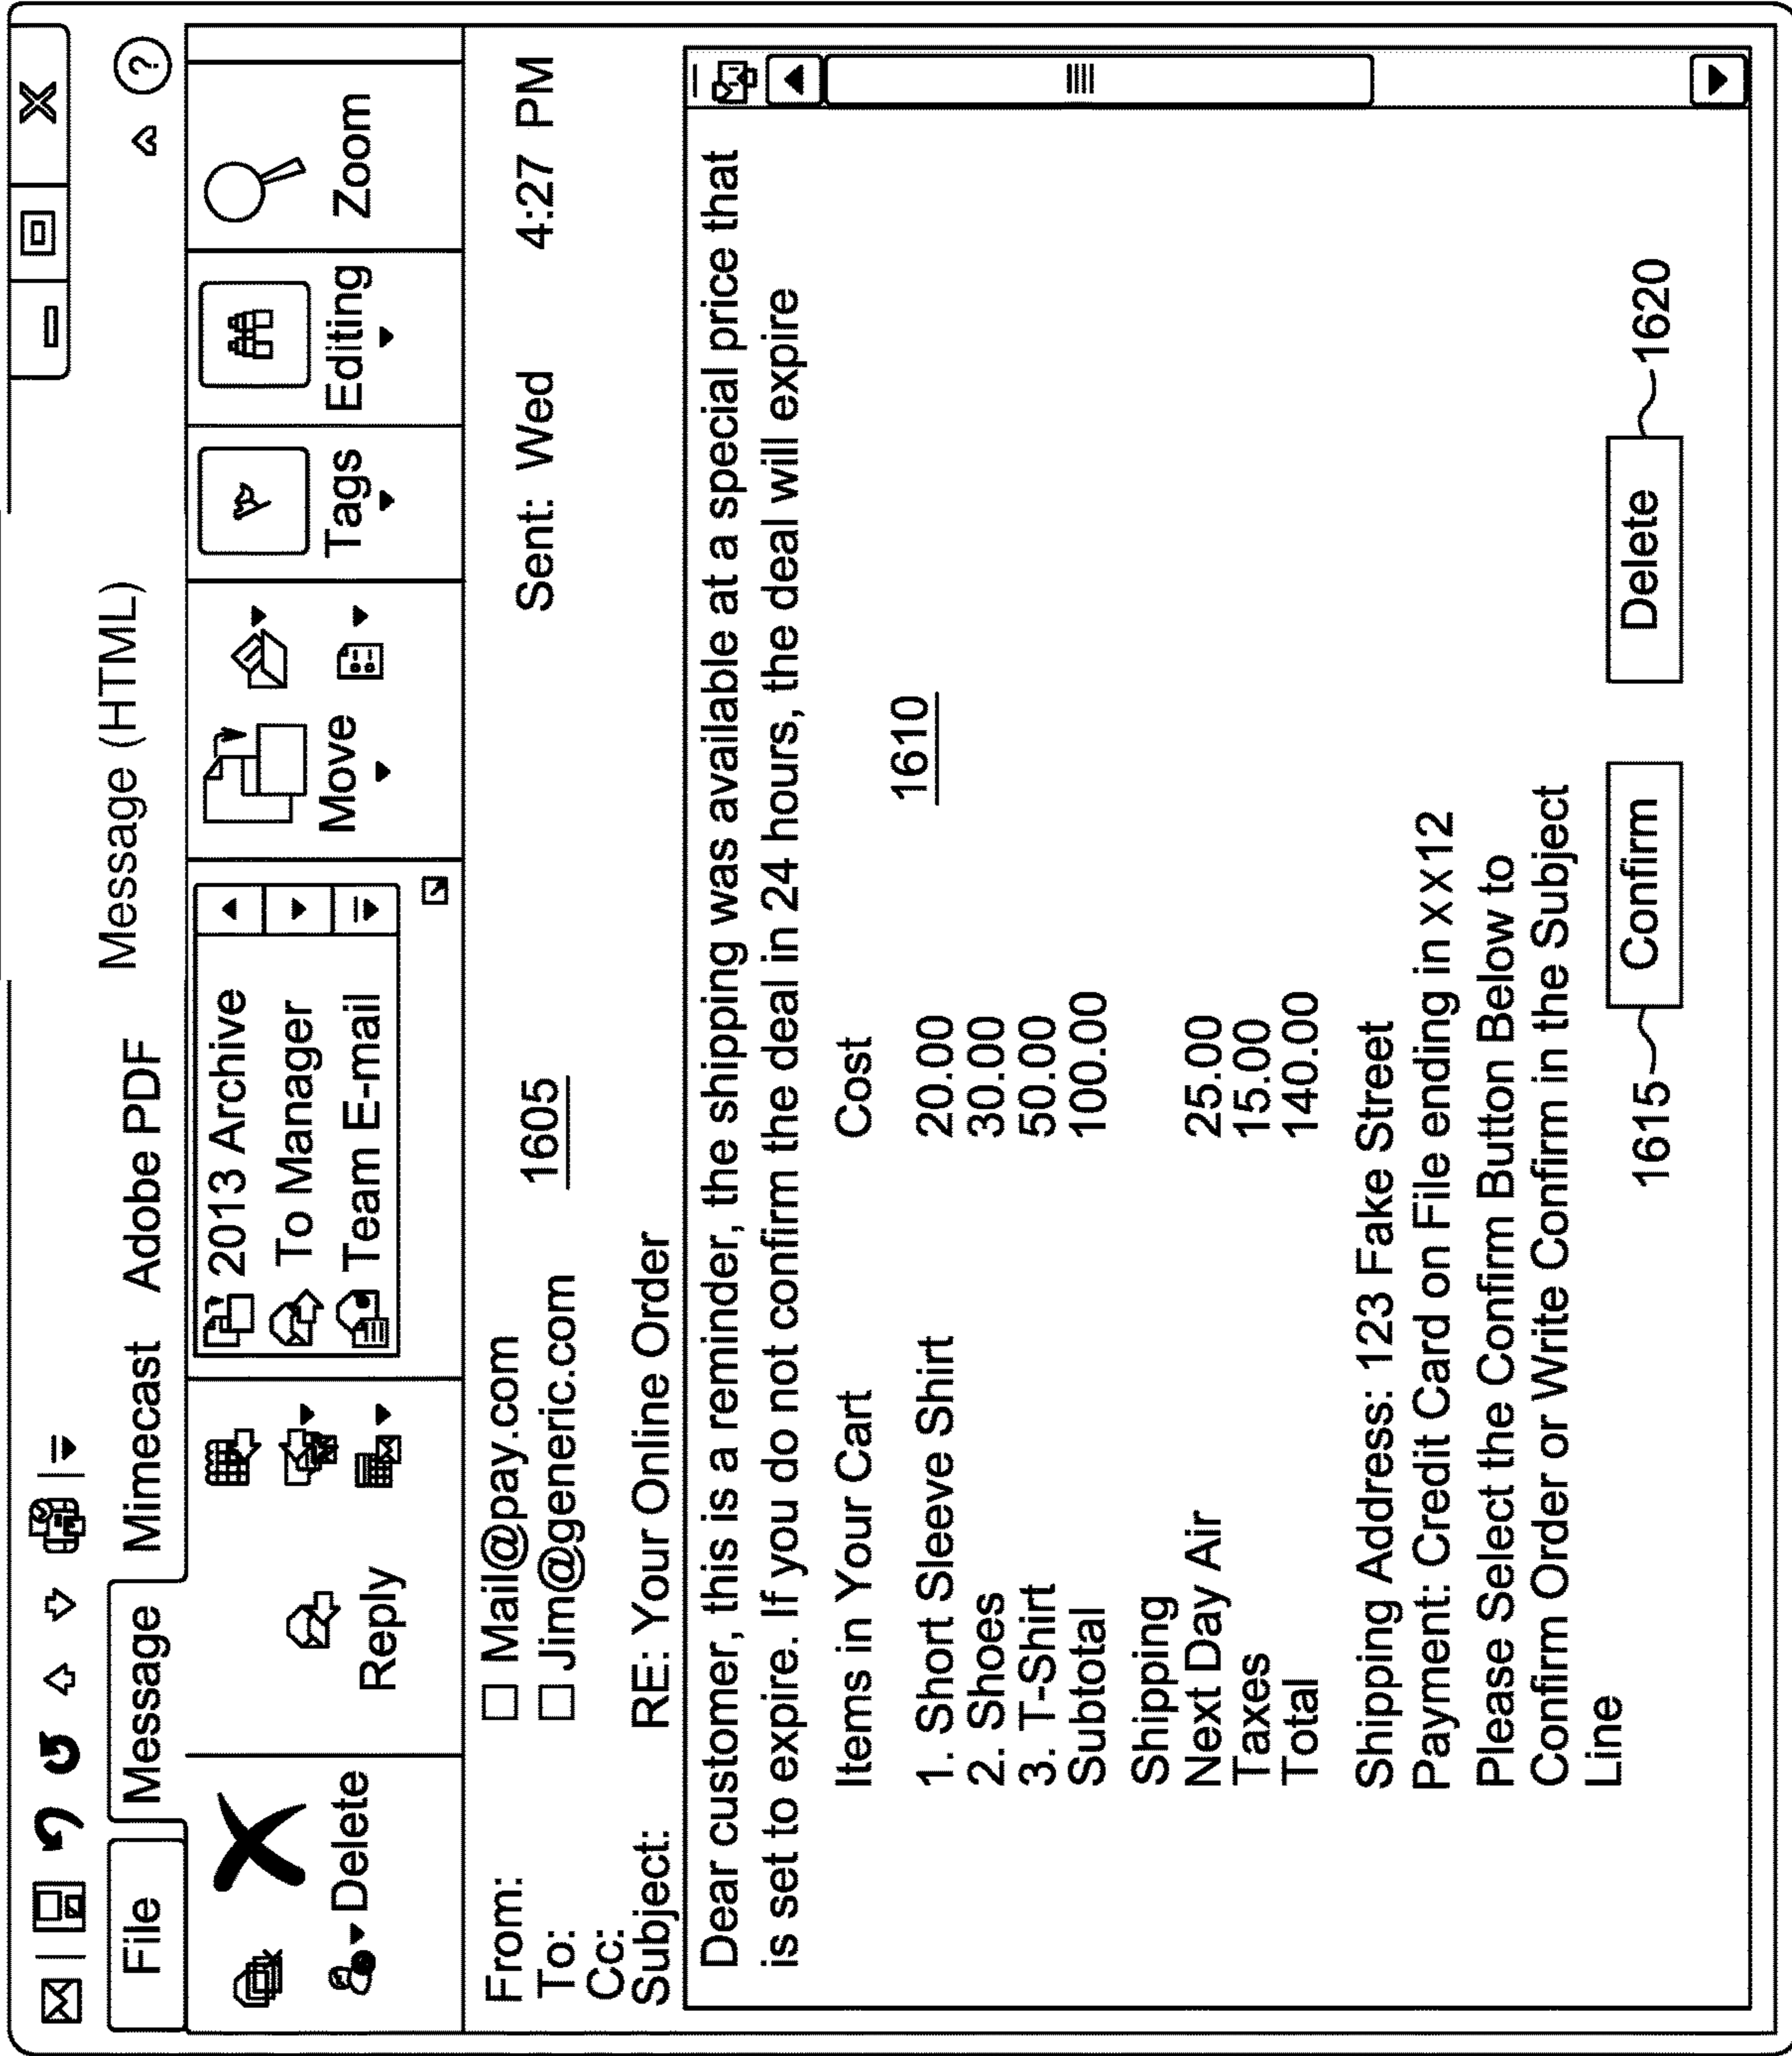 Message (HTML)
X
File Message Mimecast Adobe PDF
?
Delete
Reply
2013 Archive
To Manager
Team E-mail
Move
Tags
Editing
Zoom
From: Mail@pay.com
Sent: Wed 4:27 PM
To: Jim@generic.com
1605
Cc:
Subject: RE: Your Online Order
Dear customer, this is a reminder, the shipping was available at a special price that
is set to expire. If you do not confirm the deal in 24 hours, the deal will expire
Items in Your Cart Cost
1610
1. Short Sleeve Shirt 20.00
2. Shoes 30.00
3. T-Shirt 50.00
Subtotal 100.00
Shipping
Next Day Air 25.00
Taxes 15.00
Total 140.00
Shipping Address: 123 Fake Street
Payment: Credit Card on File ending in xx12
Please Select the Confirm Button Below to
Confirm Order or Write Confirm in the Subject
Line
1615 Confirm Delete 1620